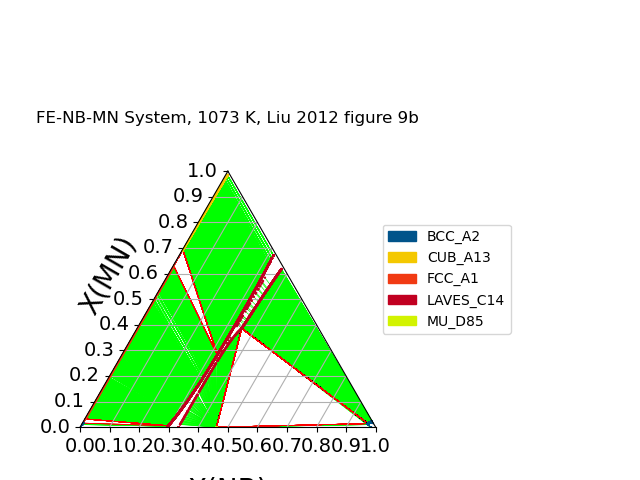 FE-NB-MN System, 1073 K, Liu 2012 figure 9b
1.0
0.9
0.8
0.7
0.6
0.5
0.4
0.3
0.2
0.1
0.0
X(MN)
0.00.10.20.30.40.50.60.70.80.91.0
X(NB)
BCC_A2
CUB_A13
FCC_A1
LAVES_C14
MU_D85